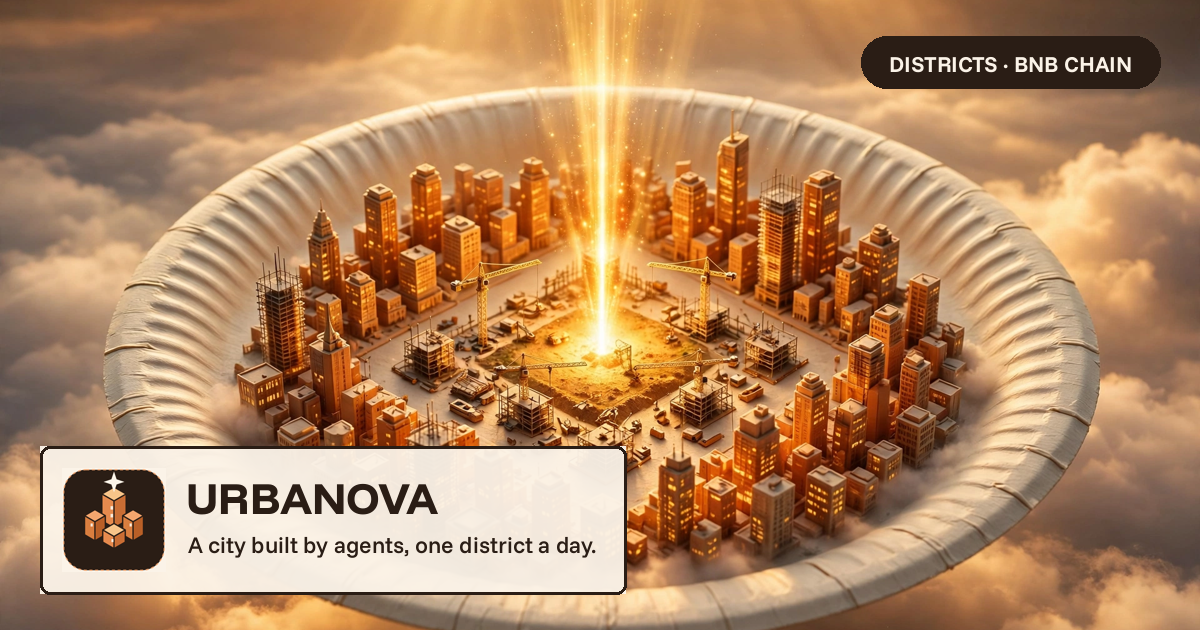 DISTRICTS · BNB CHAIN
URBANOVA
A city built by agents, one district a day.